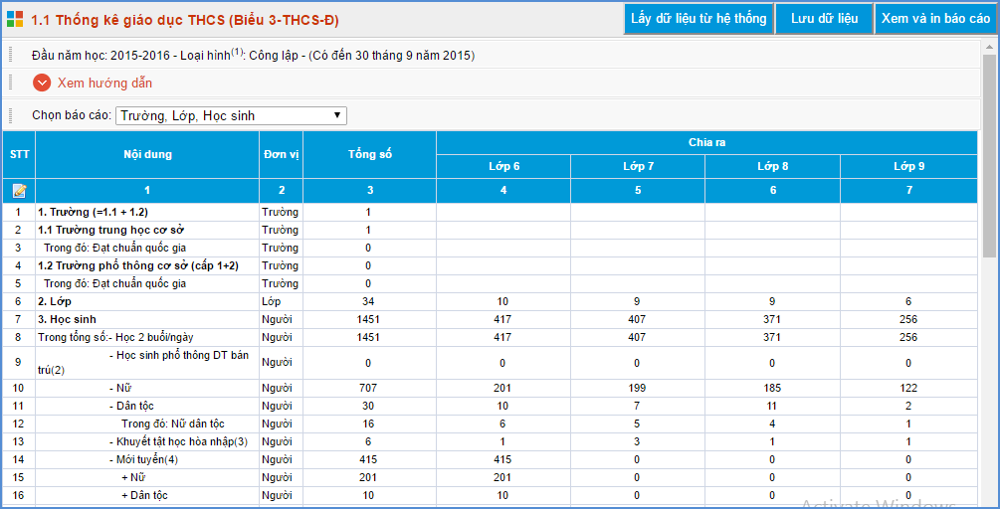 1.1 Thống kê giáo dục THCS (Biểu 3-THCS-Đ)
Lấy dữ liệu từ hệ thống Lưu dữ liệu Xem và in báo cáo
Đầu năm học: 2015-2016 - Loại hình(1): Công lập - (Có đến 30 tháng 9 năm 2015)
Xem hướng dẫn
Chọn báo cáo: Trường, Lớp, Học sinh
STT Nội dung Đơn vị Tổng số Chia ra
Lớp 6 Lớp 7 Lớp 8 Lớp 9
1 2 3 4 5 6 7
1 1. Trường (=1.1 + 1.2) Trường 1
2 1.1 Trường trung học cơ sở Trường 1
3 Trong đó: Đạt chuẩn quốc gia Trường 0
4 1.2 Trường phổ thông cơ sở (cấp 1+2) Trường 0
5 Trong đó: Đạt chuẩn quốc gia Trường 0
6 2. Lớp Lớp 34 10 9 9 6
7 3. Học sinh Người 1451 417 407 371 256
8 Trong tổng số:- Học 2 buổi/ngày Người 1451 417 407 371 256
9 - Học sinh phổ thông DT bán
trú(2) Người 0 0 0 0 0
10 - Nữ Người 707 201 199 185 122
11 - Dân tộc Người 30 10 7 11 2
12 Trong đó: Nữ dân tộc Người 16 6 5 4 1
13 - Khuyết tật học hòa nhập(3) Người 6 1 3 1 1
14 - Mới tuyển(4) Người 415 415 0 0 0
15 + Nữ Người 201 201 0 0 0
16 + Dân tộc Người 10 10 0 0 0
Activate Windows